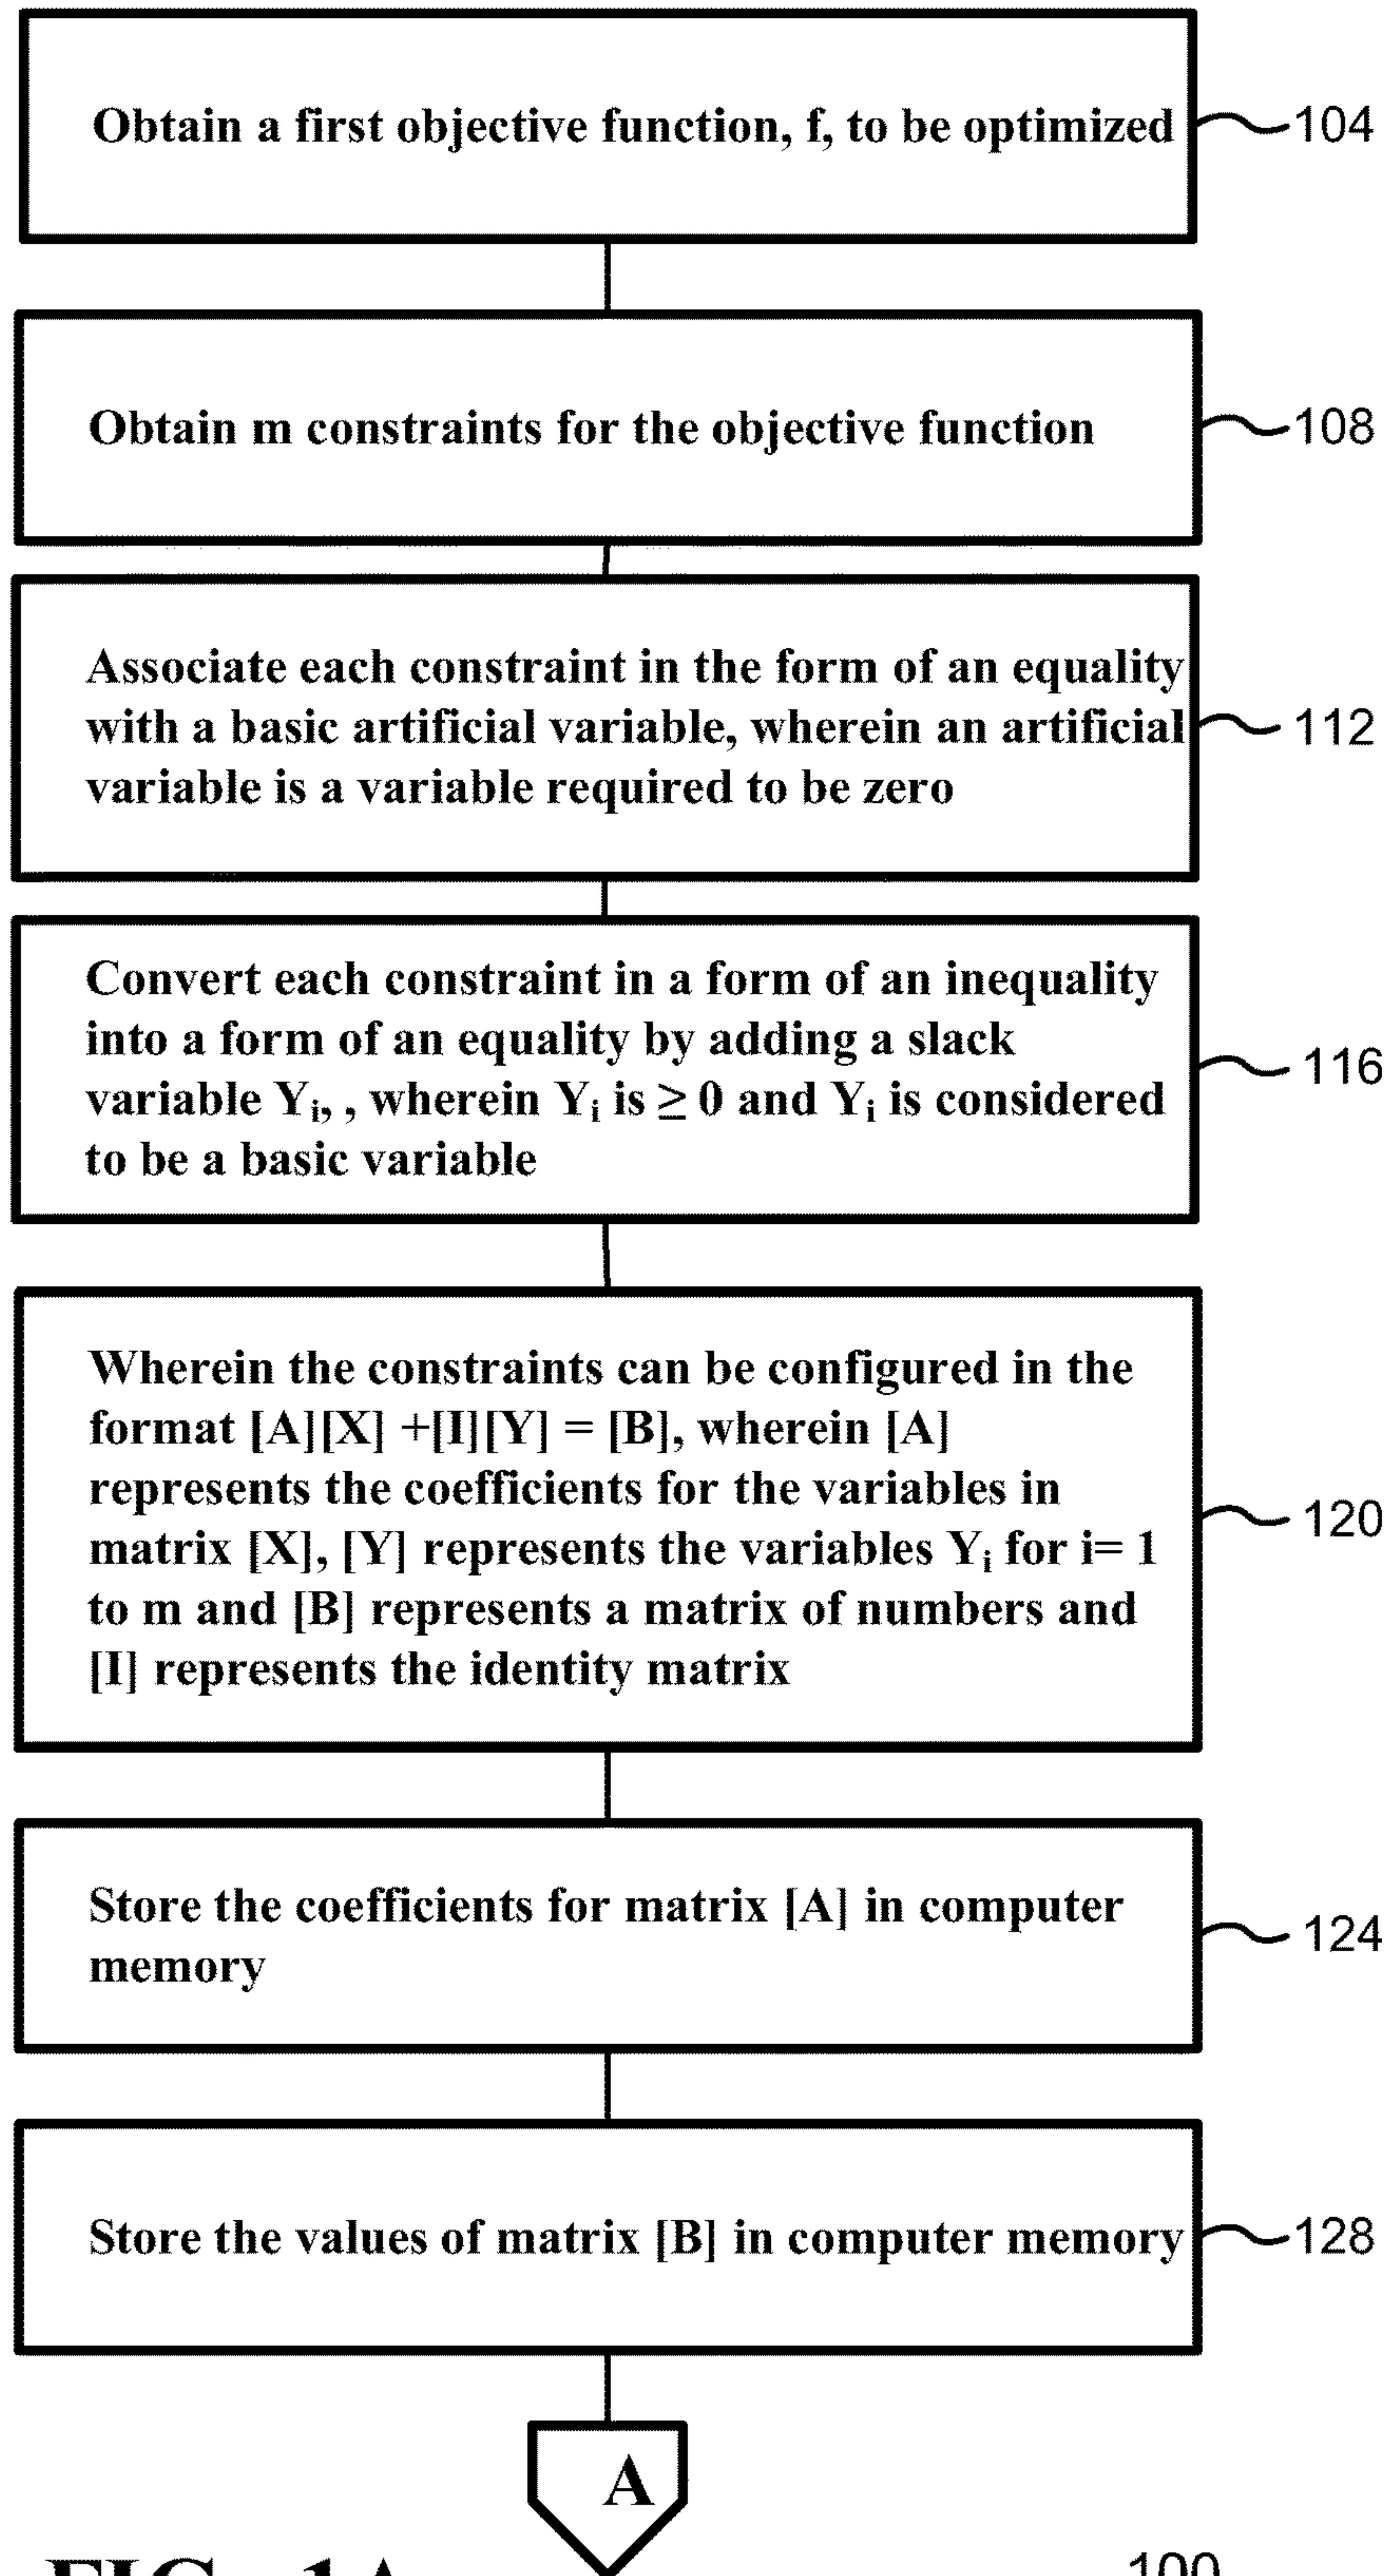 Obtain a first objective function, f, to be optimized
104
Obtain m constraints for the objective function
108
Associate each constraint in the form of an equality
with a basic artificial variable, wherein an artificial
variable is a variable required to be zero
112
Convert each constraint in a form of an inequality
into a form of an equality by adding a slack
variable Yi, , wherein Yi is ≥ 0 and Yi is considered
to be a basic variable
116
Wherein the constraints can be configured in the
format [A][X] +[I][Y] = [B], wherein [A]
represents the coefficients for the variables in
matrix [X], [Y] represents the variables Yi for i= 1
to m and [B] represents a matrix of numbers and
[I] represents the identity matrix
120
Store the coefficients for matrix [A] in computer
memory
124
Store the values of matrix [B] in computer memory
128
A
FIG. 1A
100